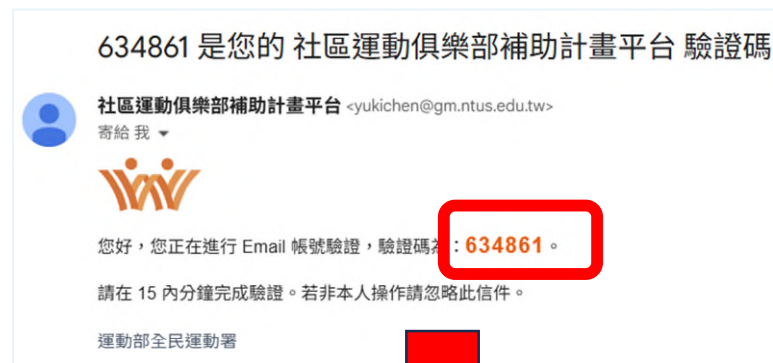 634861 是您的 社區運動俱樂部補助計畫平台 驗證碼
社區運動俱樂部補助計畫平台 <yukichen@gm.ntus.edu.tw>
寄給 我
您好，您正在進行 Email 帳號驗證，驗證碼為：634861。
請在 15 內分鐘完成驗證。若非本人操作請忽略此信件。
運動部全民運動署